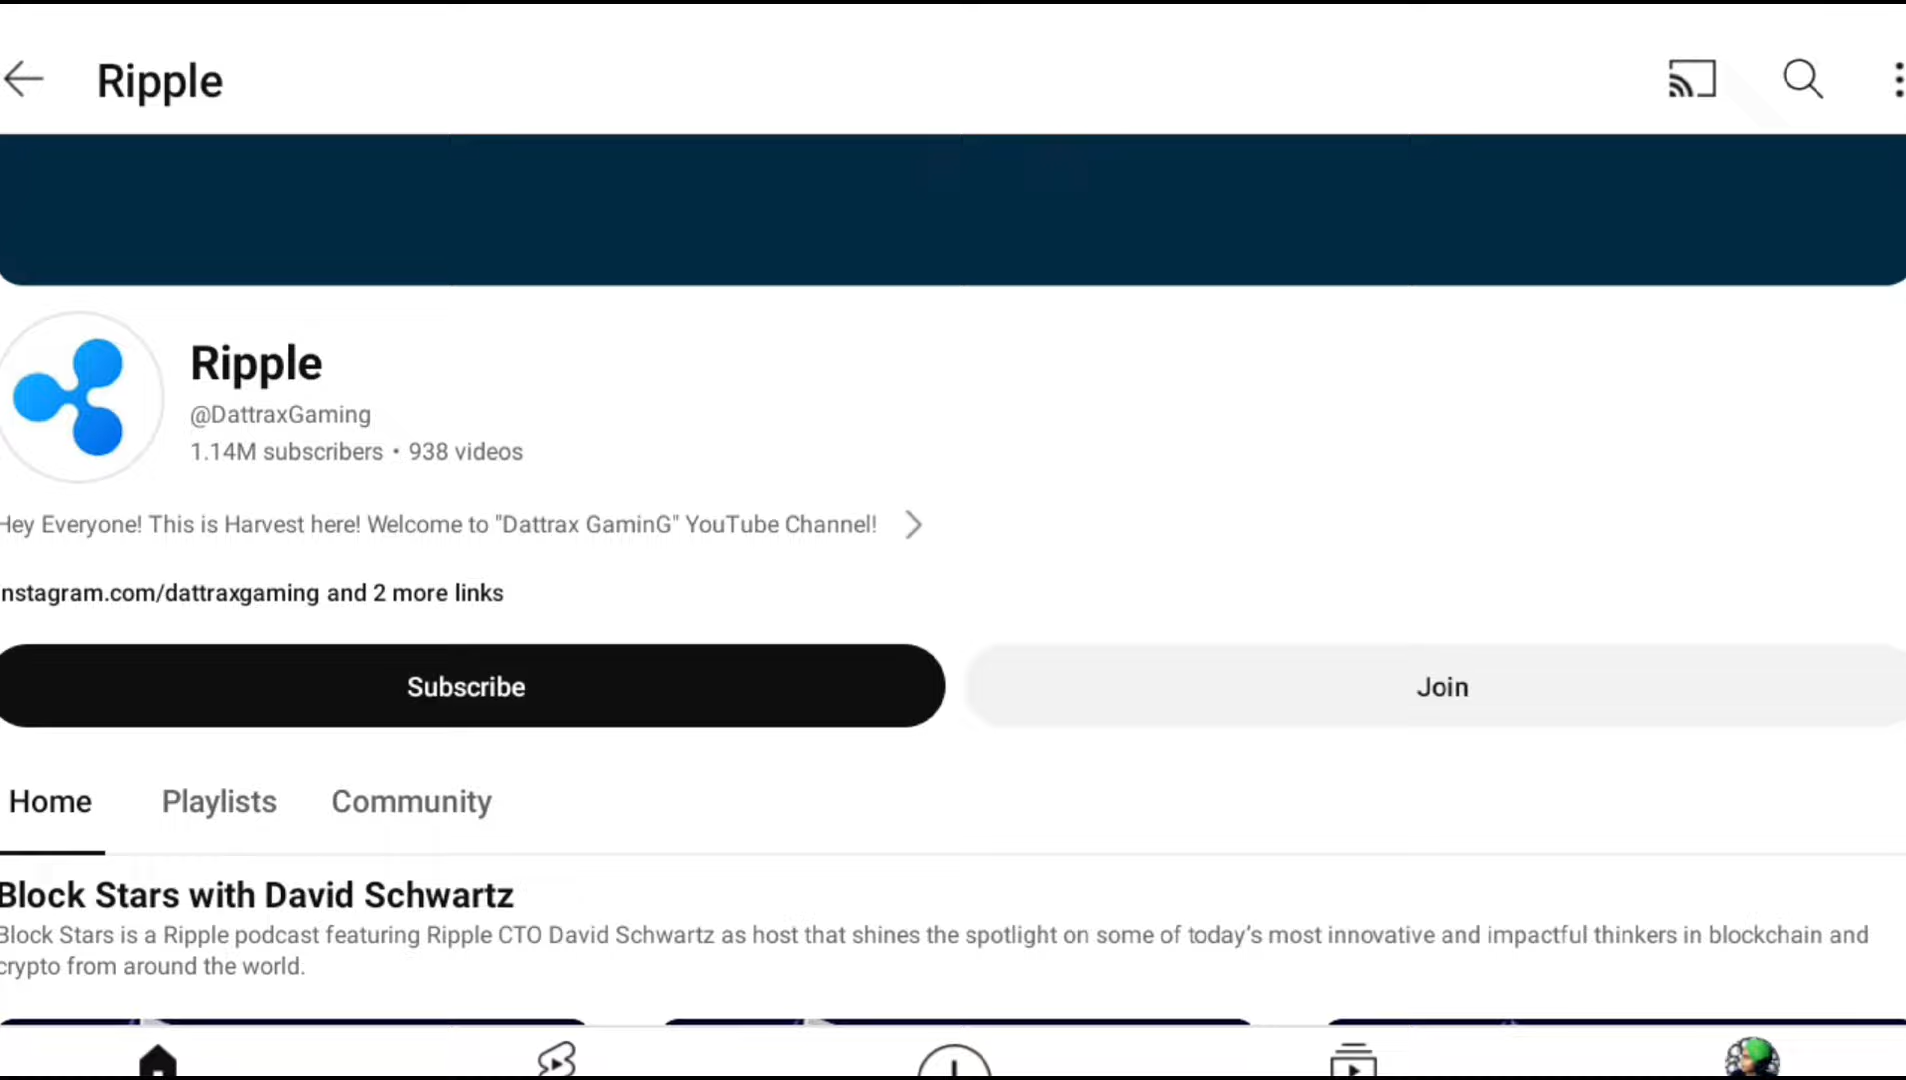 Ripple
Ripple
@DattraxGaming
1.14M subscribers • 938 videos
Hey Everyone! This is Harvest here! Welcome to "Dattrax GaminG" YouTube Channel!
nstagram.com/dattraxgaming and 2 more links
Subscribe
Join
Home
Playlists
Community
Block Stars with David Schwartz
Block Stars is a Ripple podcast featuring Ripple CTO David Schwartz as host that shines the spotlight on some of today’s most innovative and impactful thinkers in blockchain and
crypto from around the world.